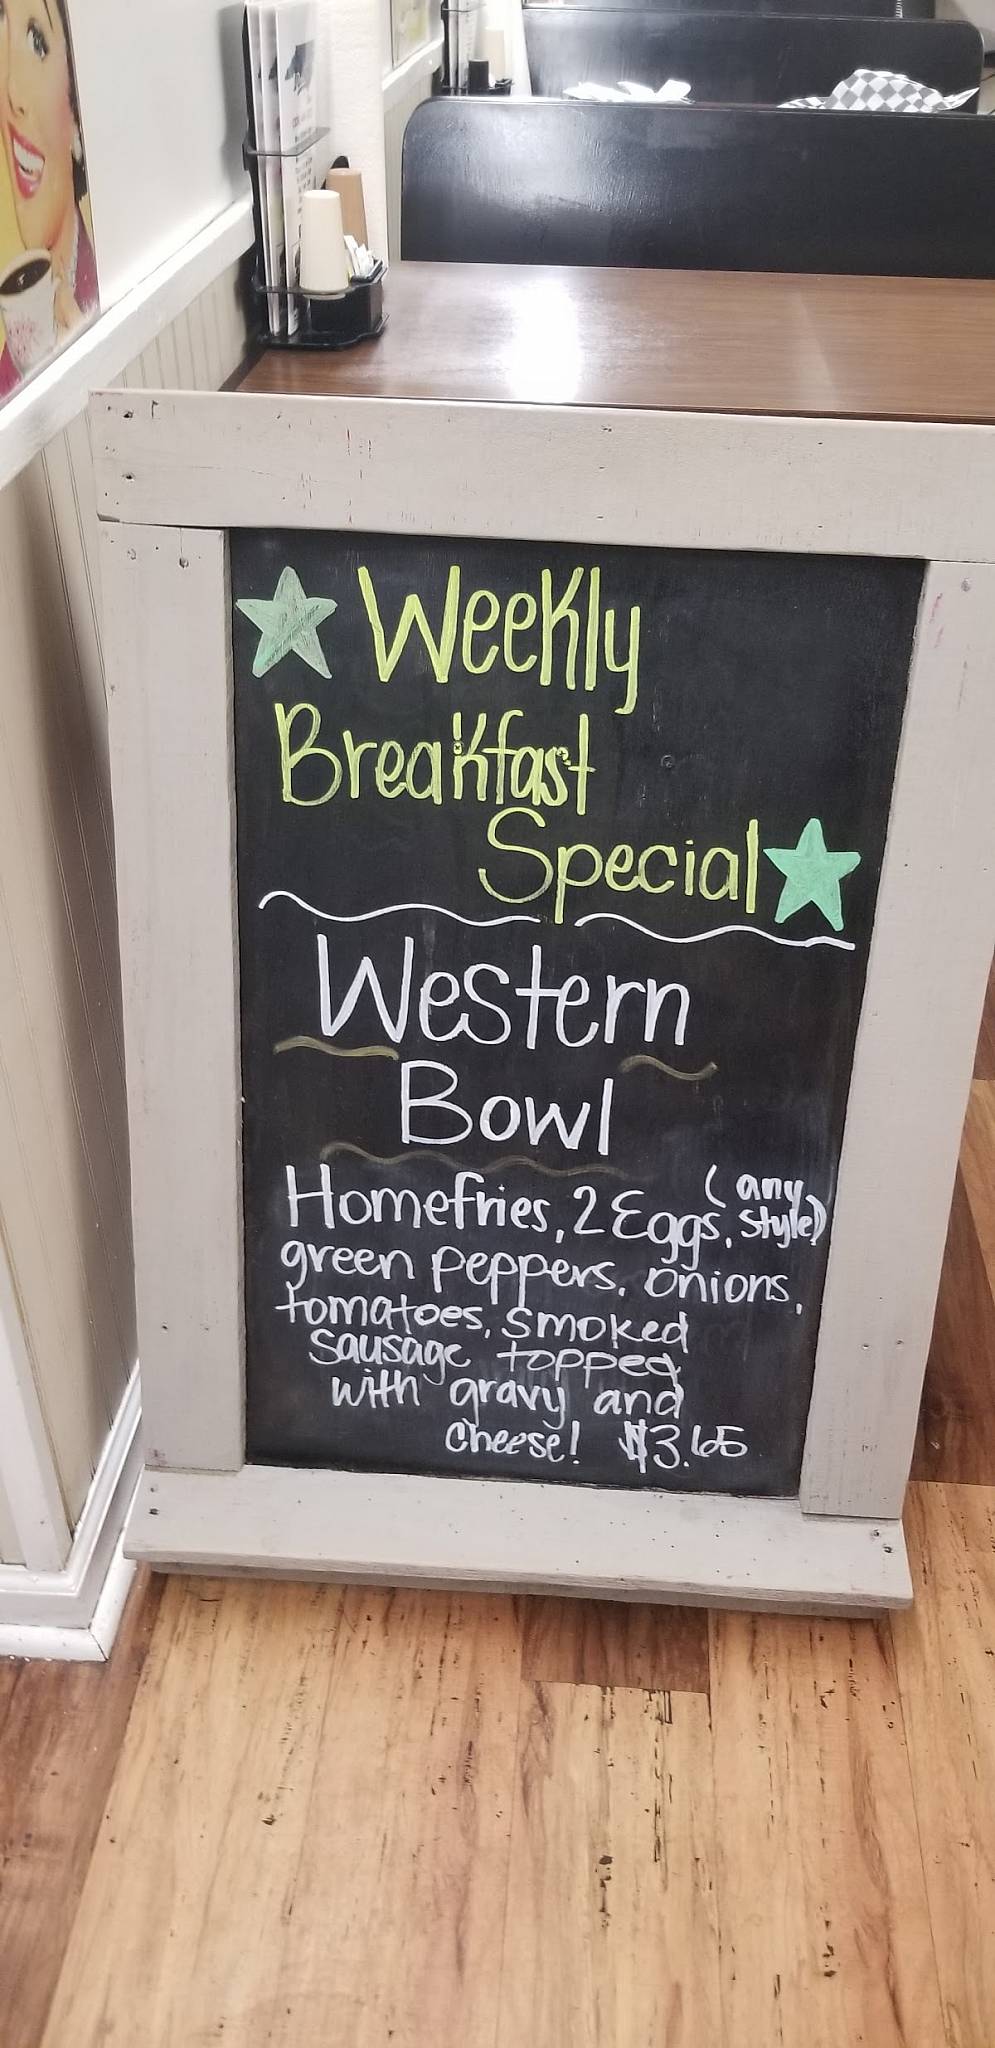 Weekly
Breakfast
Special
Western
Bowl
Homefries, 2 Eggs, (any style)
green peppers, onions,
tomatoes, smoked
sausage topped
with gravy and
cheese! $3.65